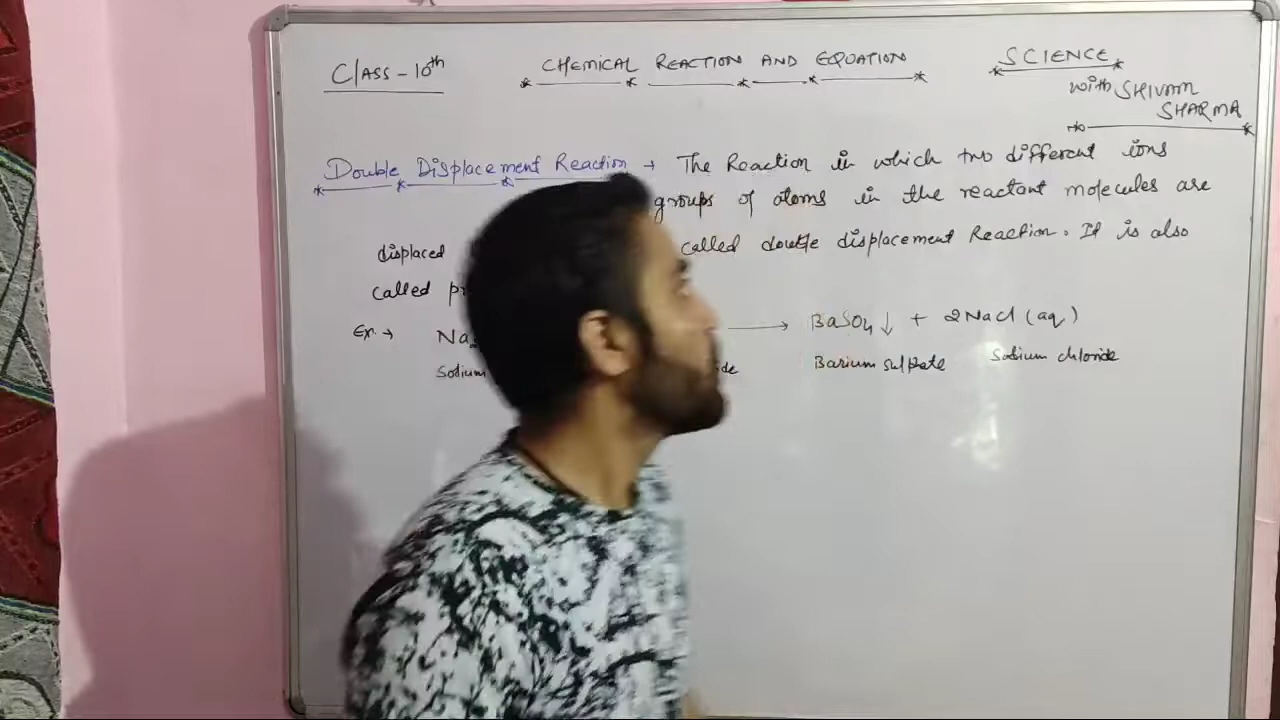 Class - 10th
CHEMICAL REACTION AND EQUATION
SCIENCE
with SHIVAM
SHARMA
Double Displacement Reaction → The Reaction in which two different ions
groups of atoms in the reactant molecules are
displaced called double displacement Reaction. It is also
called
Ex. → → BaSO4 ↓ + 2NaCl (aq)
Sodium Barium sulphate Sodium chloride